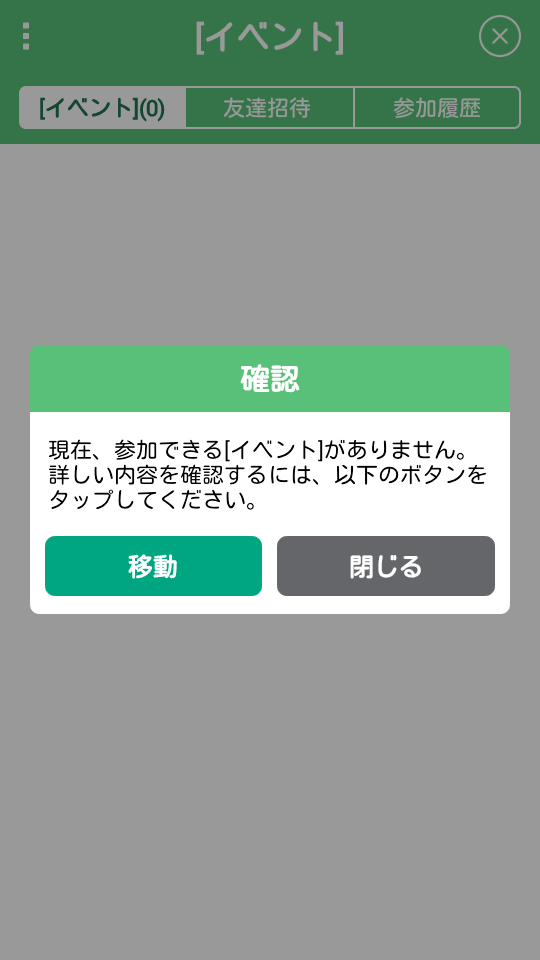 [イベント]
[イベント](0)
友達招待
参加履歴
確認
現在、参加できる[イベント]がありません。
詳しい内容を確認するには、以下のボタンを
タップしてください。
移動
閉じる